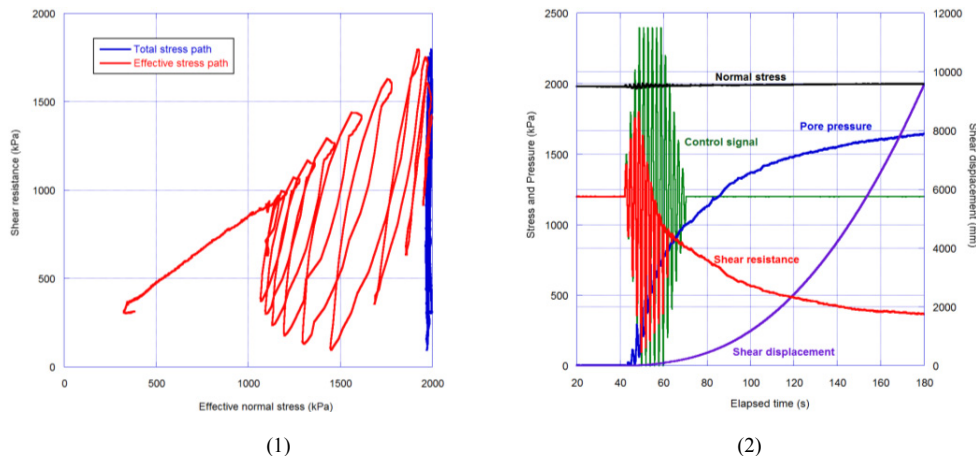 2000
1500
1000
500
0
Shear resistance (kPa)
Total stress path
Effective stress path
0 500 1000 1500 2000
Effective normal stress (kPa)
(1)
2500
2000
1500
1000
500
0
Stress and Pressure (kPa)
Normal stress
Pore pressure
Control signal
Shear resistance
Shear displacement
12000
10000
8000
6000
4000
2000
0
Shear displacement (mm)
20 40 60 80 100 120 140 160 180
Elapsed time (s)
(2)